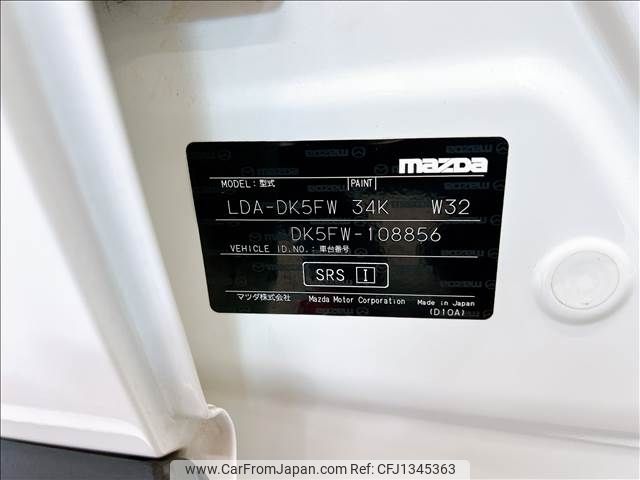 mazda
MODEL: 型式 PAINT
LDA-DK5FW 34K W32
DK5FW-108856
VEHICLE ID.NO.: 車台番号
SRS I
マツダ株式会社 Mazda Motor Corporation Made in Japan
(D10A)
www.CarFromJapan.com - CFJ1345363